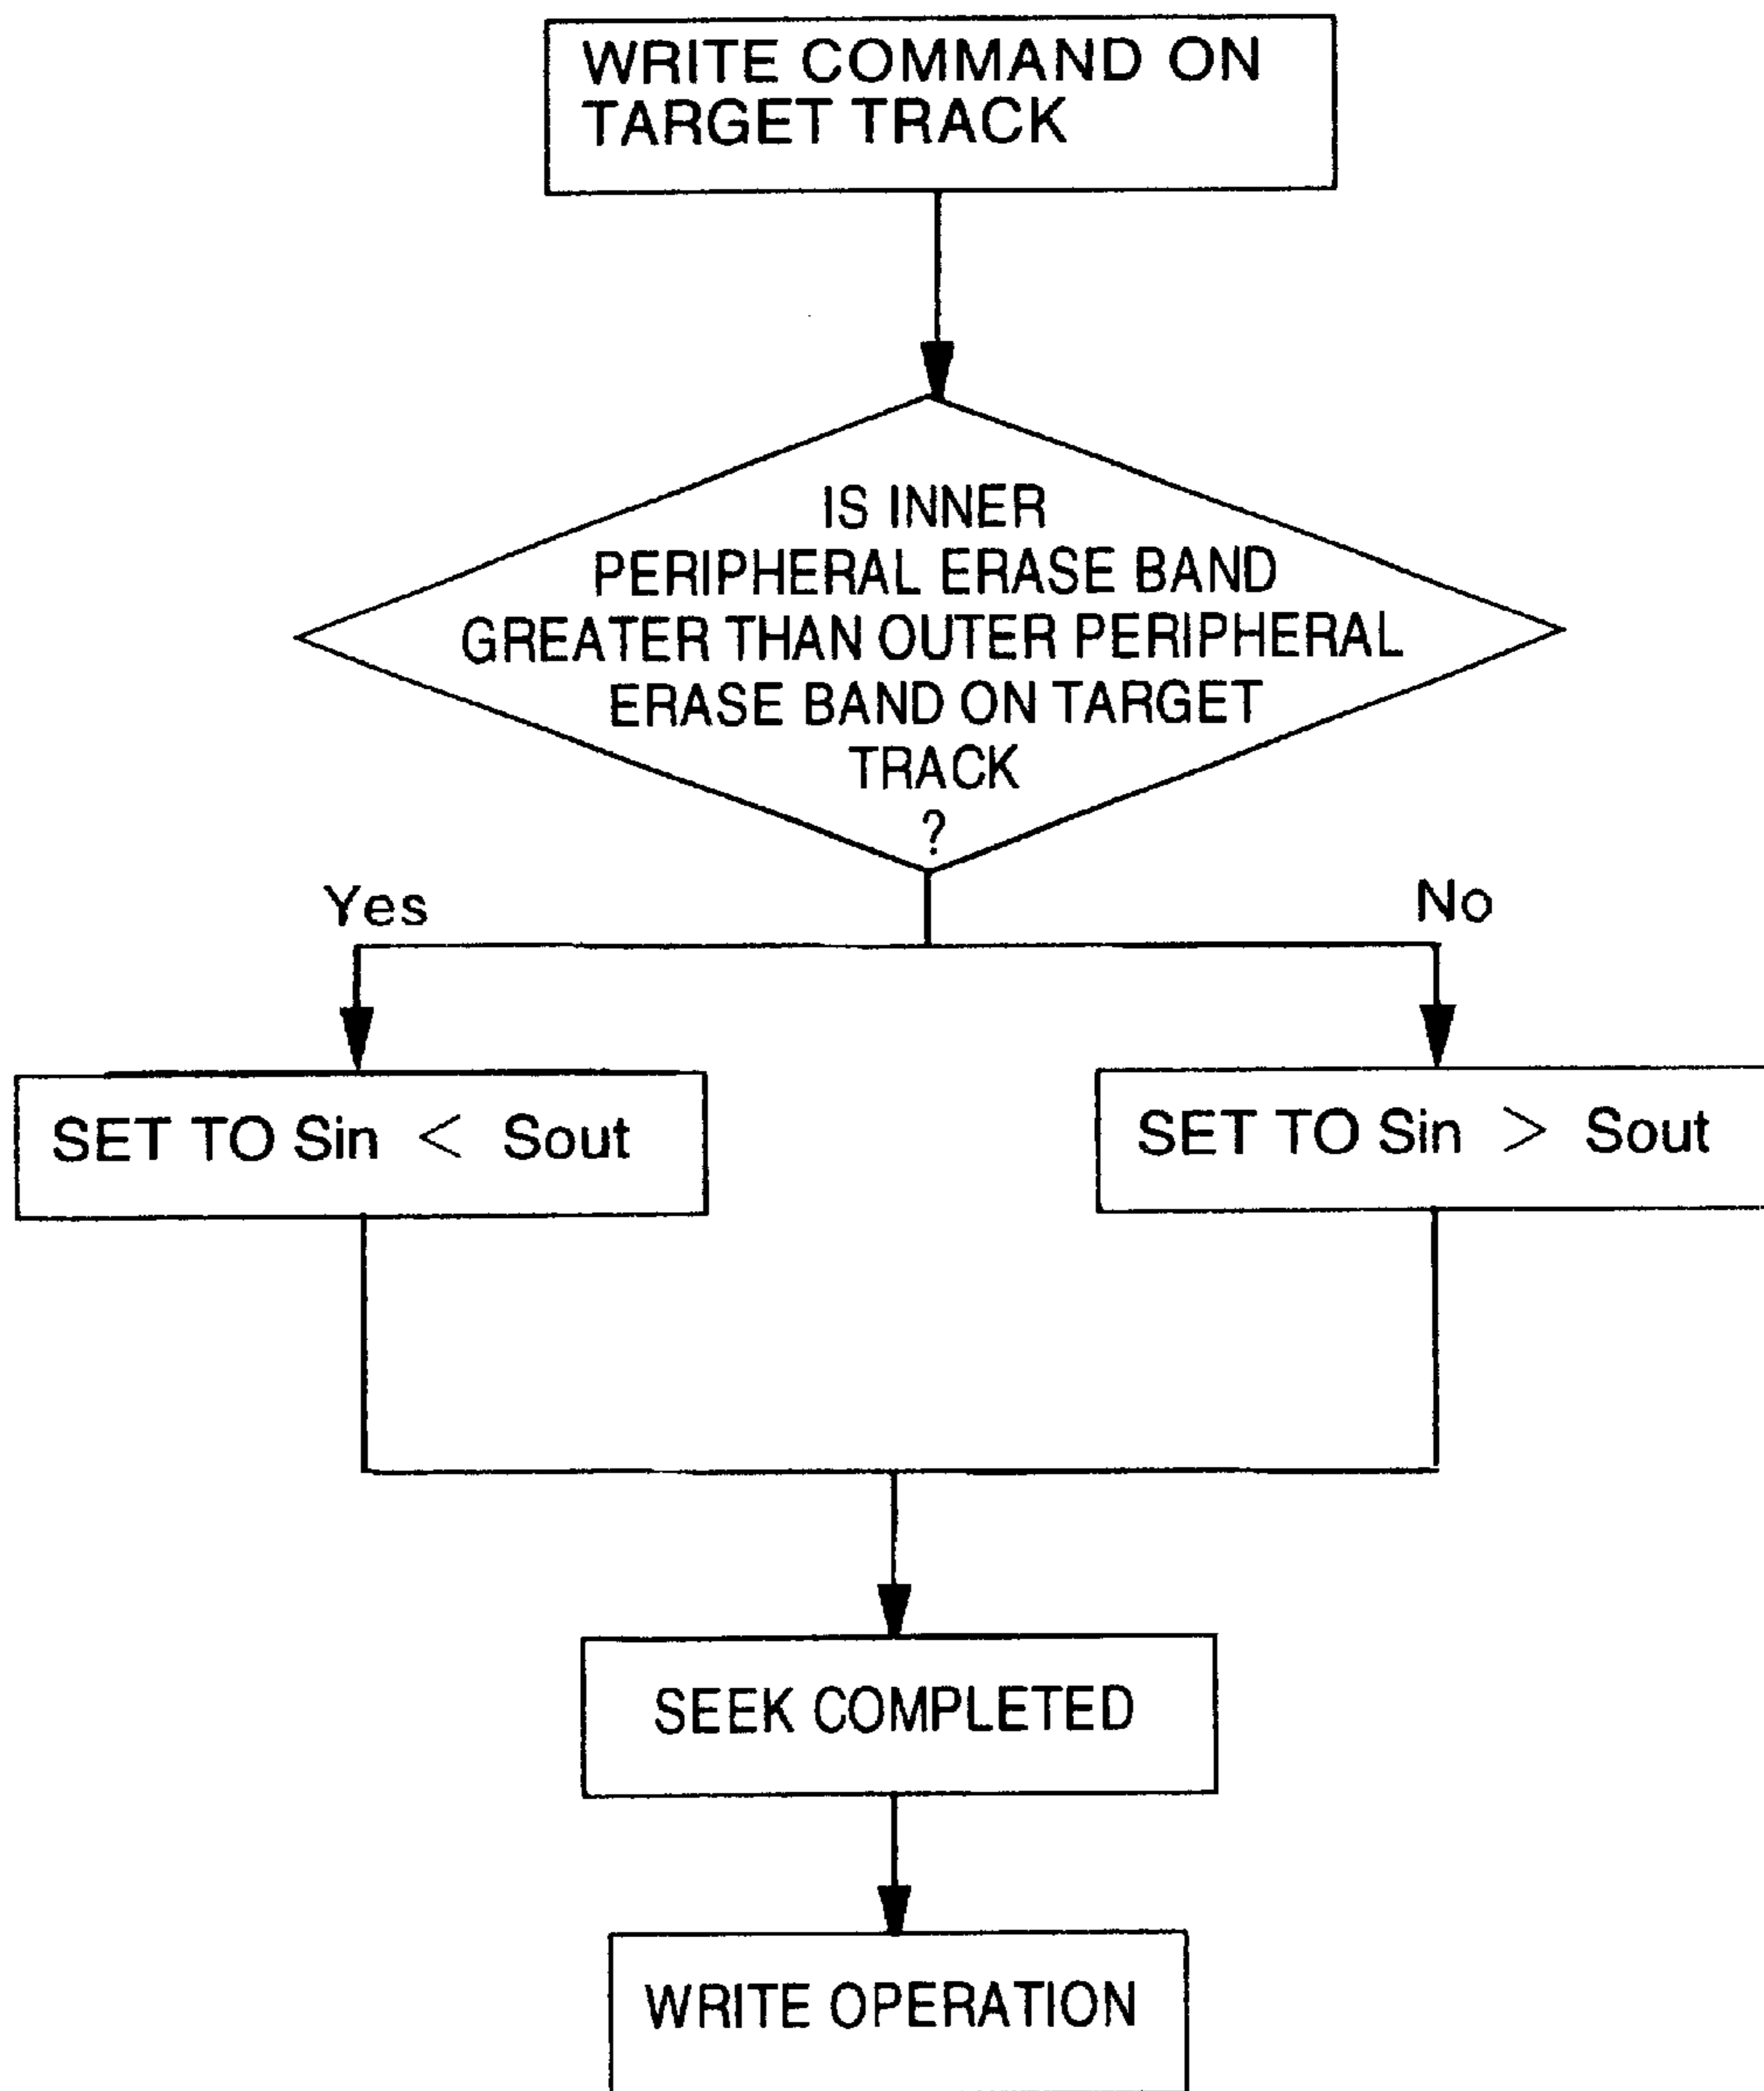 WRITE COMMAND ON
TARGET TRACK
IS INNER
PERIPHERAL ERASE BAND
GREATER THAN OUTER PERIPHERAL
ERASE BAND ON TARGET
TRACK
?
Yes
No
SET TO Sin < Sout
SET TO Sin > Sout
SEEK COMPLETED
WRITE OPERATION